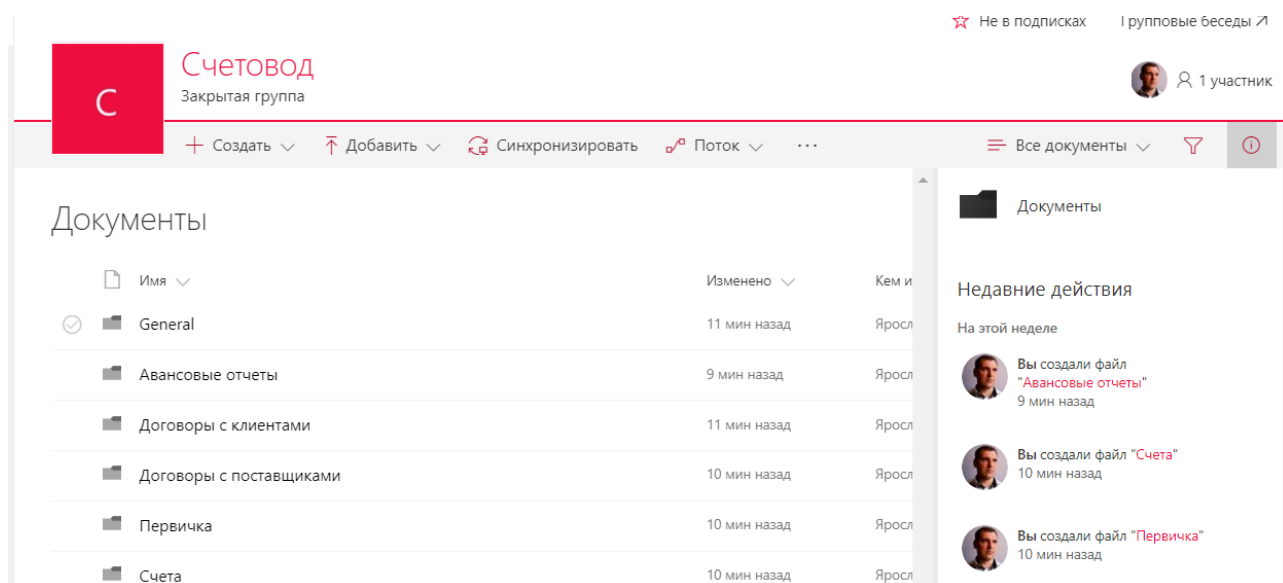 Не в подписках Групповые беседы
Счетовод
Закрытая группа
С
1 участник
Создать Добавить Синхронизировать Поток ... Все документы
Документы
Документы
Имя Изменено Кем и
Недавние действия
General 11 мин назад Яросл
На этой неделе
Авансовые отчеты 9 мин назад Яросл
Вы создали файл
"Авансовые отчеты"
9 мин назад
Договоры с клиентами 11 мин назад Яросл
Договоры с поставщиками 10 мин назад Яросл
Вы создали файл "Счета"
10 мин назад
Первичка 10 мин назад Яросл
Вы создали файл "Первичка"
10 мин назад
Счета 10 мин назад Яросл